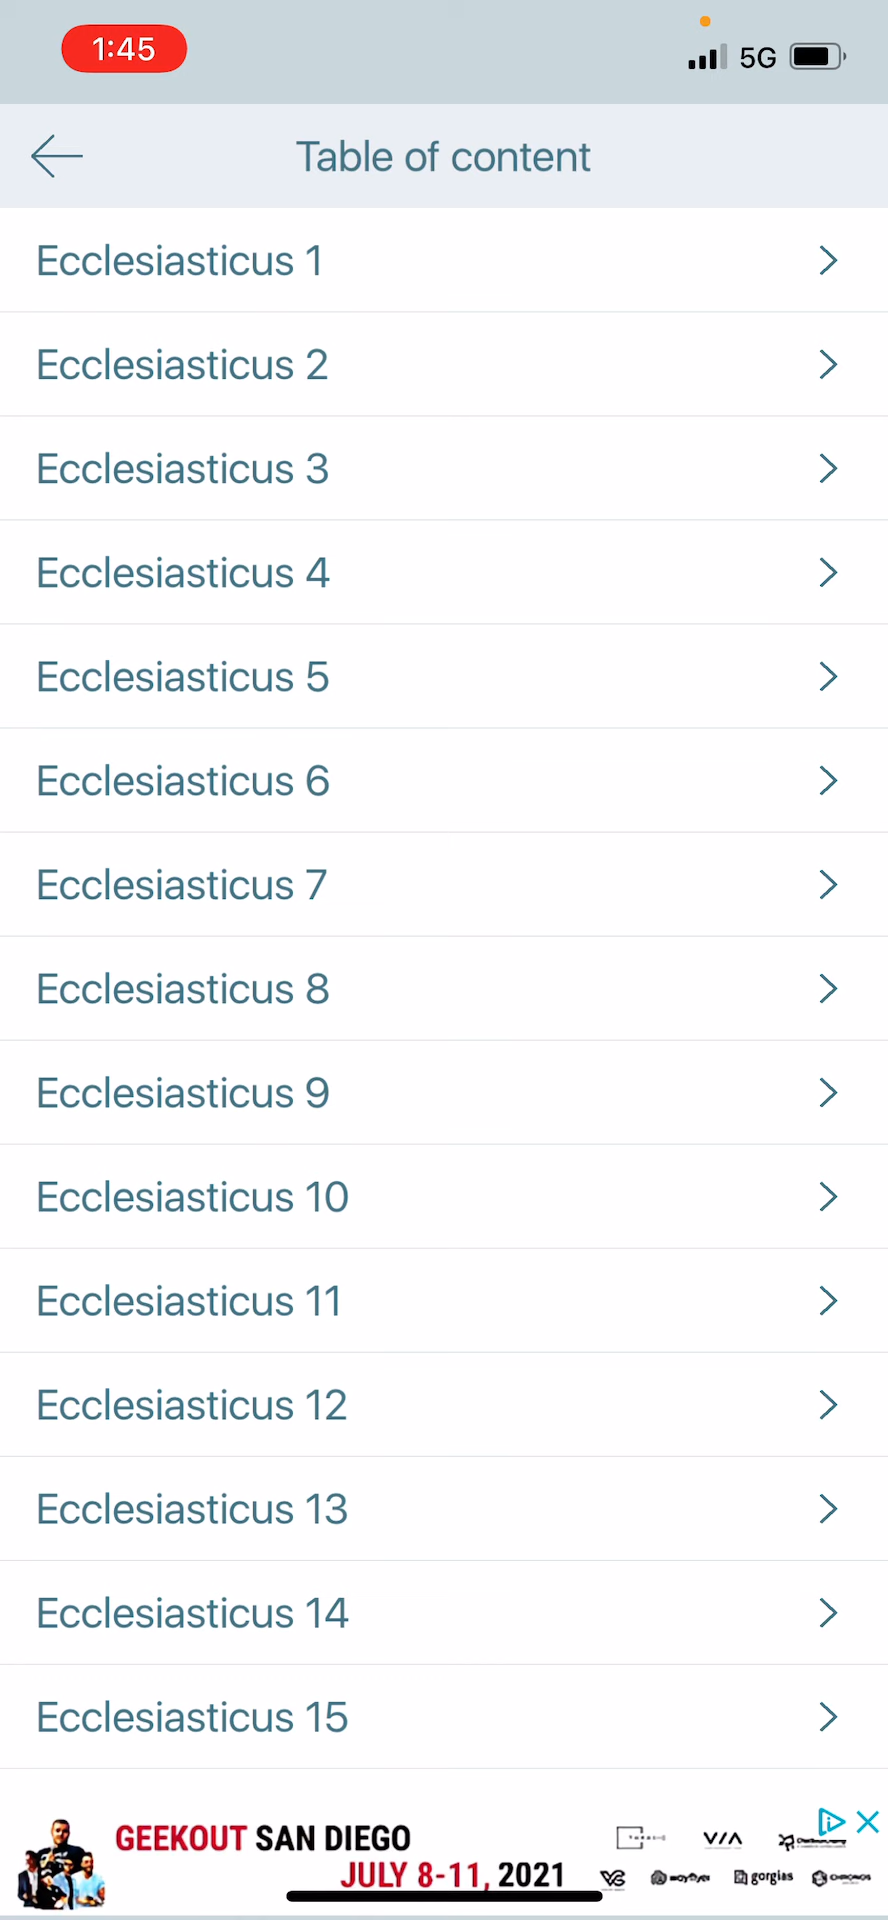 1:45
5G
Table of content
Ecclesiasticus 1
Ecclesiasticus 2
Ecclesiasticus 3
Ecclesiasticus 4
Ecclesiasticus 5
Ecclesiasticus 6
Ecclesiasticus 7
Ecclesiasticus 8
Ecclesiasticus 9
Ecclesiasticus 10
Ecclesiasticus 11
Ecclesiasticus 12
Ecclesiasticus 13
Ecclesiasticus 14
Ecclesiasticus 15
GEEKOUT SAN DIEGO
JULY 8-11, 2021
VIA
gorgias
CHRONOS